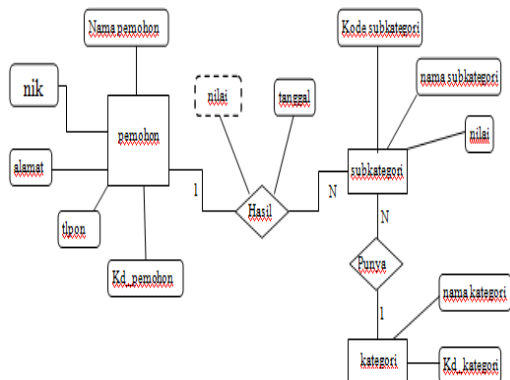 Nama pemohon
Kode subkategori
nama subkategori
nik
nilai
tanggal
pemohon
nilai
alamat
subkategori
1
N
Hasil
tlpon
N
Punya
Kd_pemohon
nama kategori
1
kategori
Kd_kategori